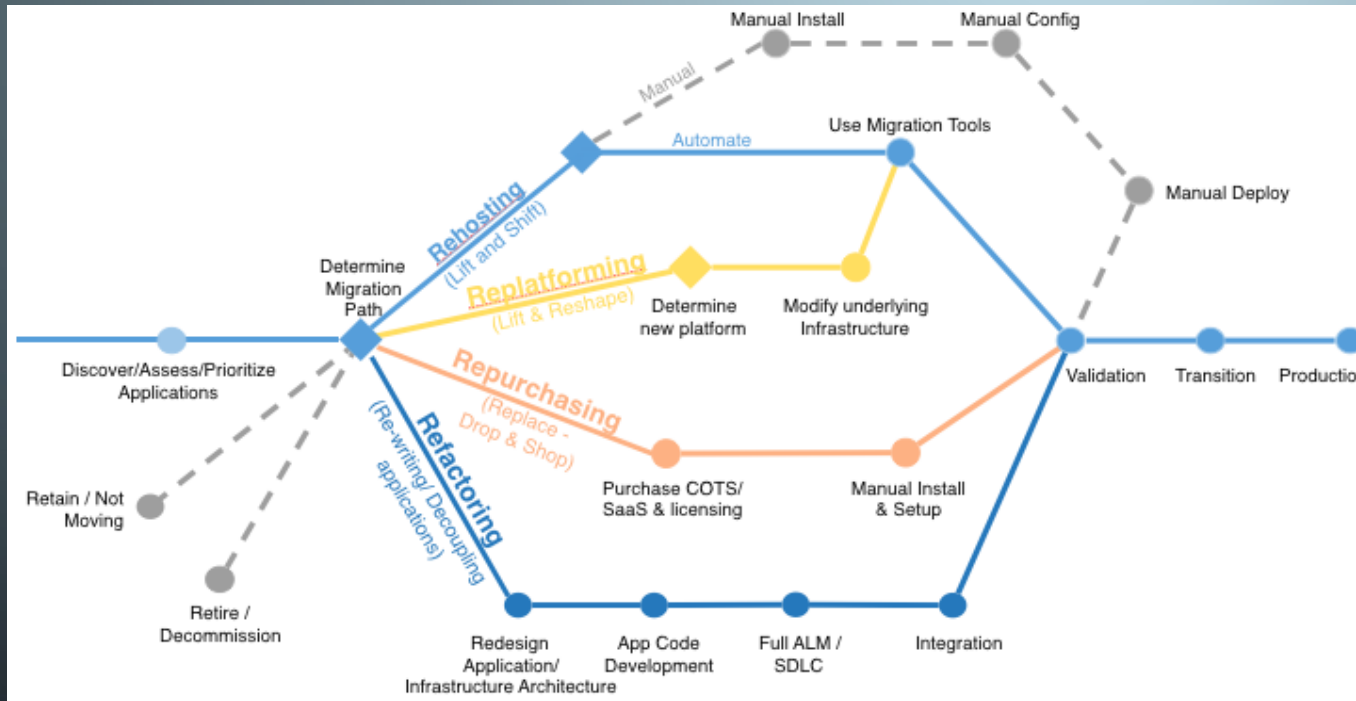 Manual Install
Manual Config
Manual
Automate
Use Migration Tools
Manual Deploy
Rehosting
(Lift and Shift)
Determine
Migration
Path
Replatforming
(Lift & Reshape)
Determine
new platform
Modify underlying
Infrastructure
Discover/Assess/Prioritize
Applications
Validation
Transition
Production
Repurchasing
(Replace -
Drop & Shop)
Refactoring
(Re-writing/ Decoupling
applications)
Retain / Not
Moving
Purchase COTS/
SaaS & licensing
Manual Install
& Setup
Retire /
Decommission
Redesign
Application/
Infrastructure Architecture
App Code
Development
Full ALM /
SDLC
Integration